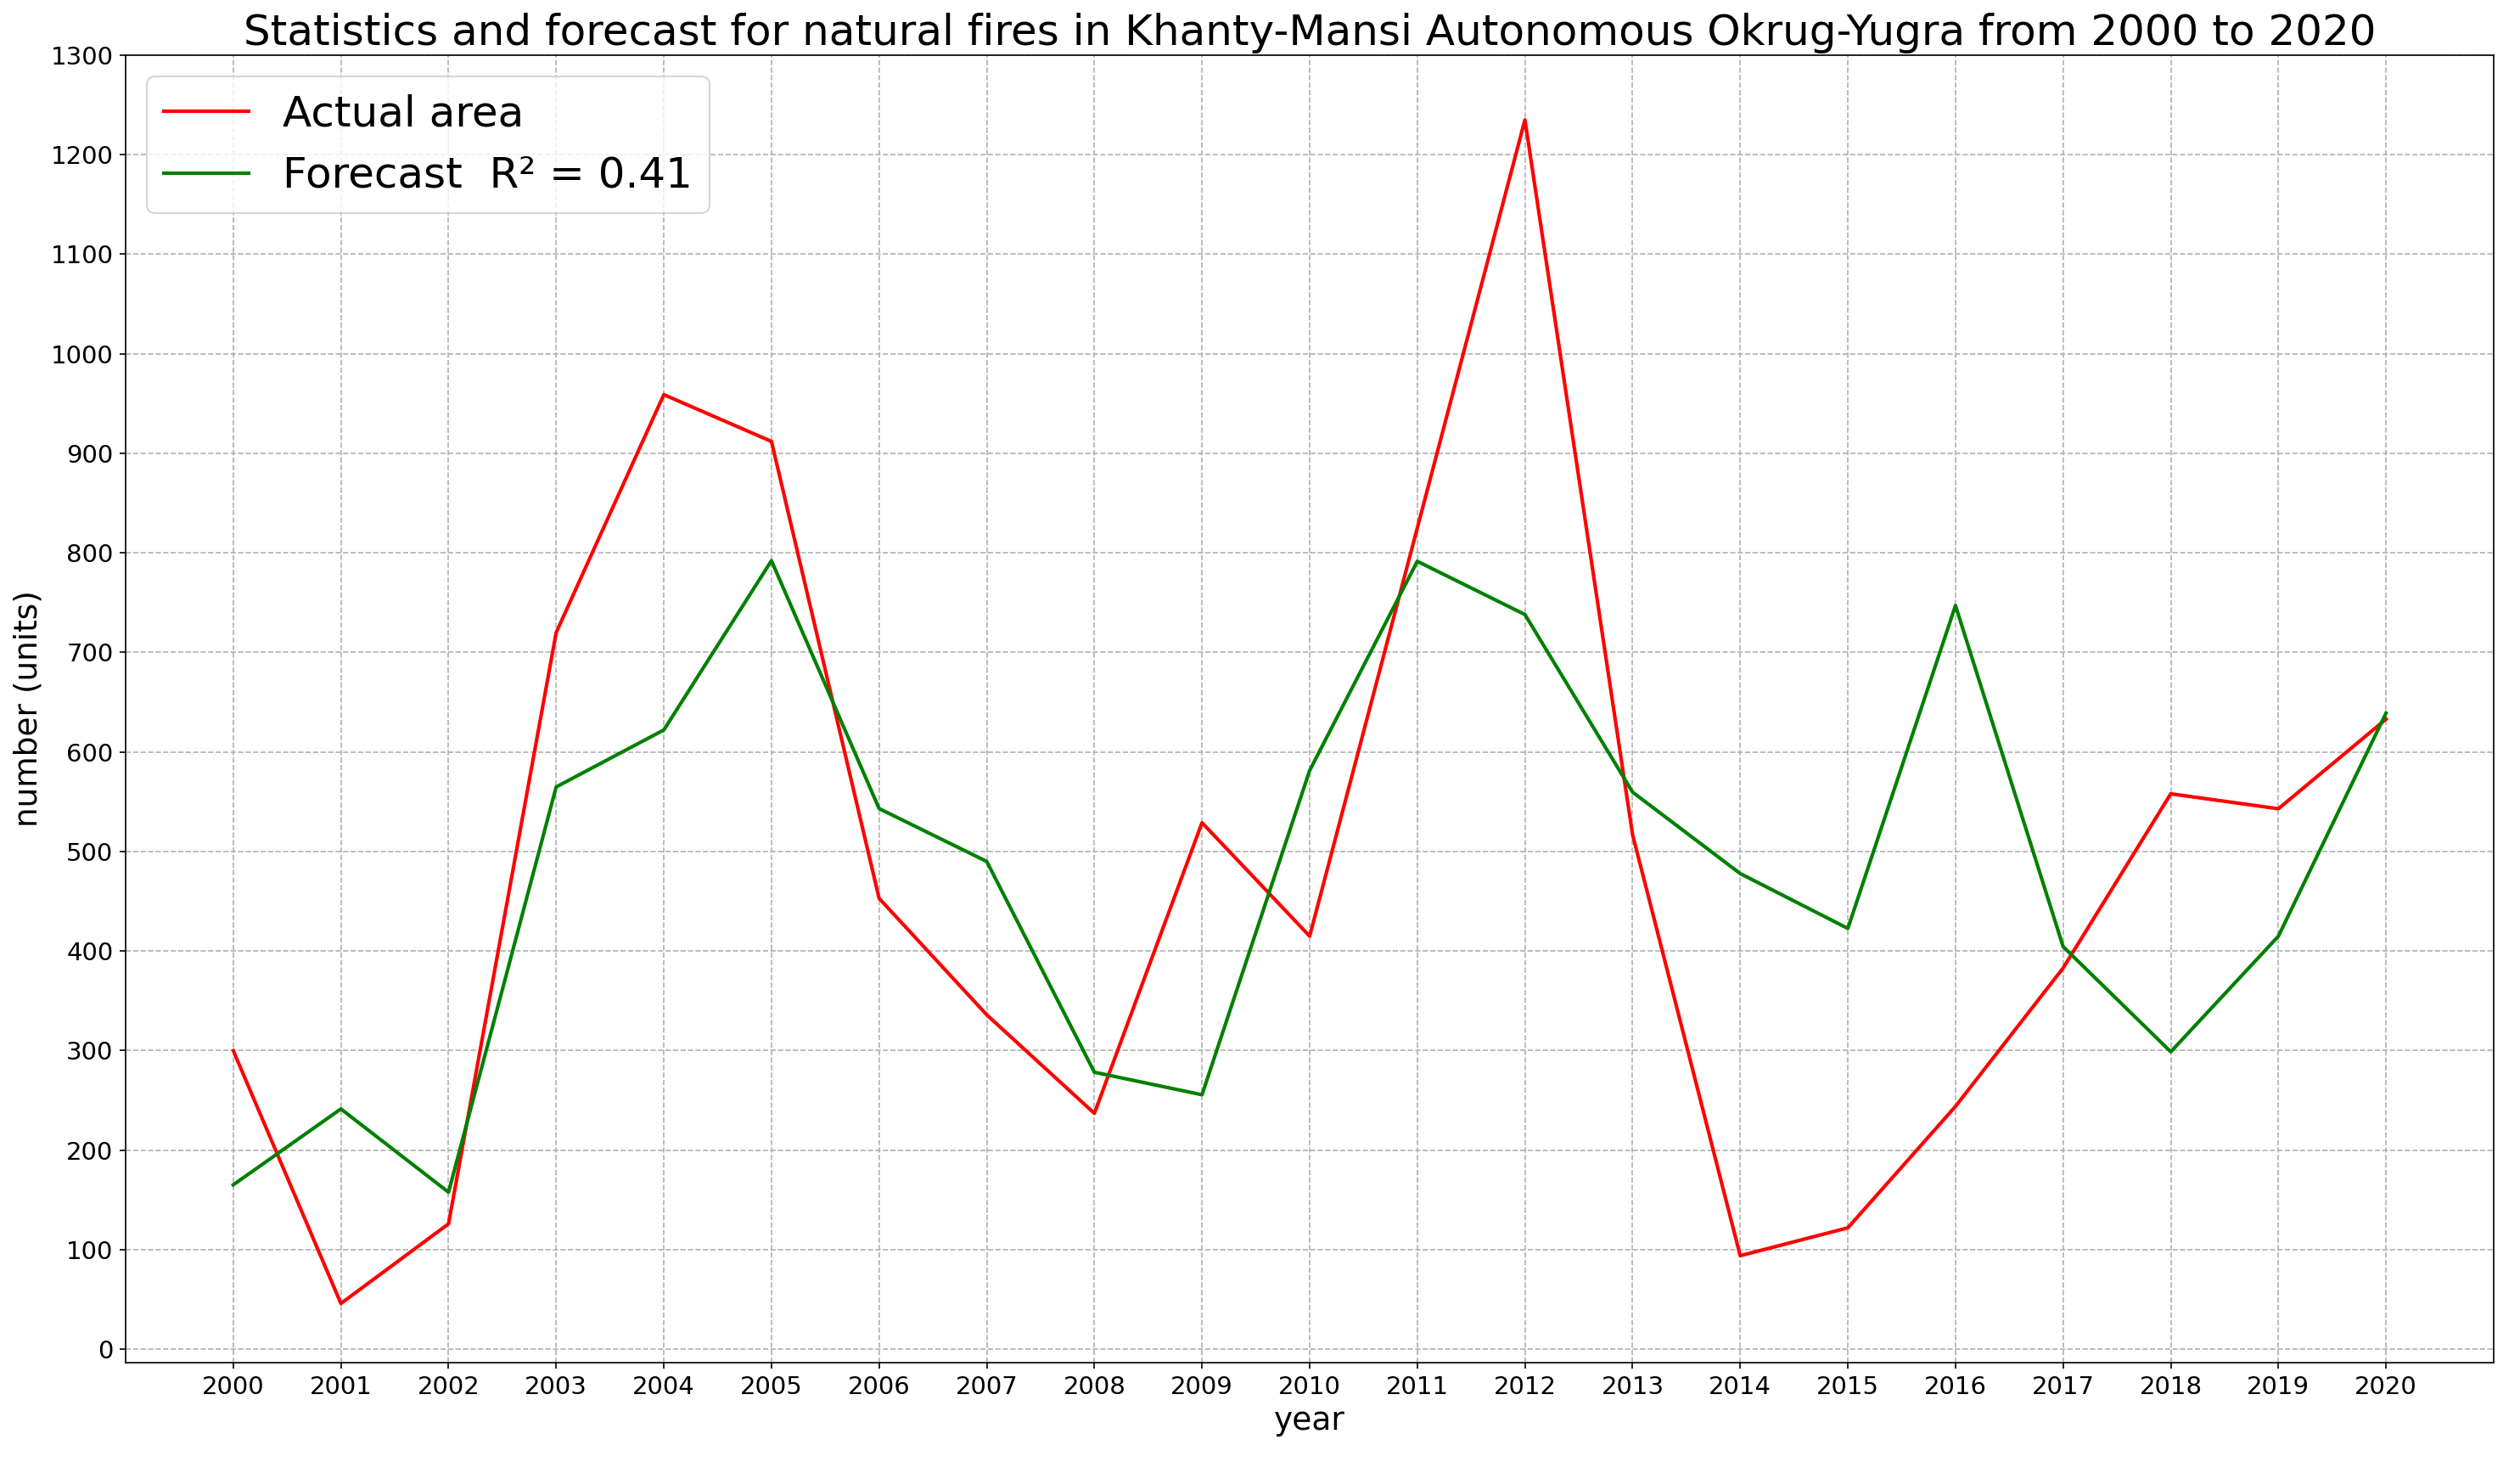 Statistics and forecast for natural fires in Khanty-Mansi Autonomous Okrug-Yugra from 2000 to 2020
Actual area
Forecast  R² = 0.41
1300
1200
1100
1000
900
800
700
600
500
400
300
200
100
0
number (units)
2000 2001 2002 2003 2004 2005 2006 2007 2008 2009 2010 2011 2012 2013 2014 2015 2016 2017 2018 2019 2020
year